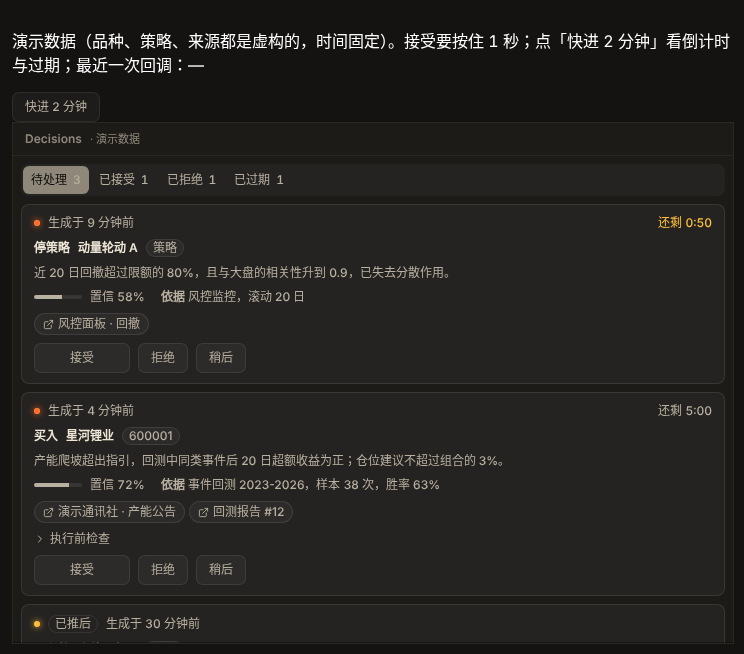 演示数据（品种、策略、来源都是虚构的，时间固定）。接受要按住 1 秒；点「快进 2 分钟」看倒计时
与过期；最近一次回调：—
快进 2 分钟
Decisions · 演示数据
待处理 3 已接受 1 已拒绝 1 已过期 1
生成于 9 分钟前 还剩 0:50
停策略 动量轮动 A 策略
近 20 日回撤超过限额的 80%，且与大盘的相关性升到 0.9，已失去分散作用。
置信 58% 依据 风控监控，滚动 20 日
风控面板 · 回撤
接受 拒绝 稍后
生成于 4 分钟前 还剩 5:00
买入 星河锂业 600001
产能爬坡超出指引，回测中同类事件后 20 日超额收益为正；仓位建议不超过组合的 3%。
置信 72% 依据 事件回测 2023-2026，样本 38 次，胜率 63%
演示通讯社 · 产能公告 回测报告 #12
执行前检查
接受 拒绝 稍后
已推后 生成于 30 分钟前